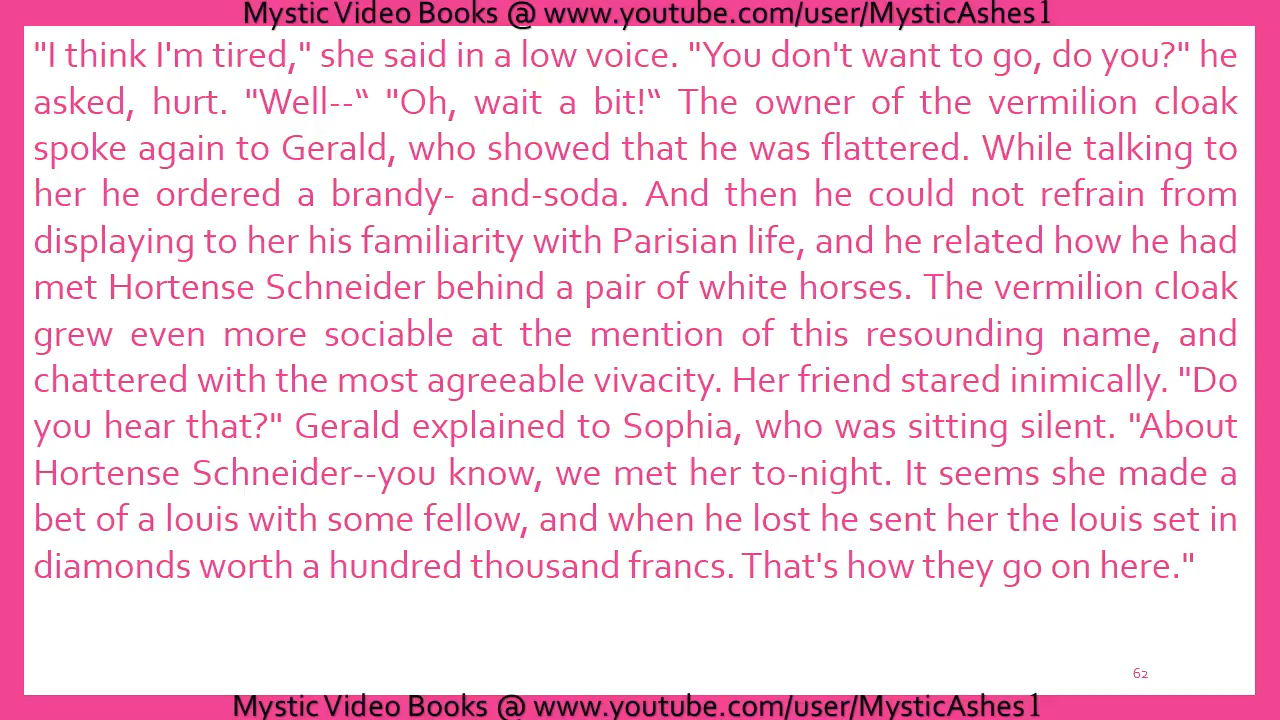 Mystic Video Books @ www.youtube.com/user/MysticAshes1
"I think I'm tired," she said in a low voice. "You don't want to go, do you?" he
asked, hurt. "Well--“ "Oh, wait a bit!“ The owner of the vermilion cloak
spoke again to Gerald, who showed that he was flattered. While talking to
her he ordered a brandy- and-soda. And then he could not refrain from
displaying to her his familiarity with Parisian life, and he related how he had
met Hortense Schneider behind a pair of white horses. The vermilion cloak
grew even more sociable at the mention of this resounding name, and
chattered with the most agreeable vivacity. Her friend stared inimically. "Do
you hear that?" Gerald explained to Sophia, who was sitting silent. "About
Hortense Schneider--you know, we met her to-night. It seems she made a
bet of a louis with some fellow, and when he lost he sent her the louis set in
diamonds worth a hundred thousand francs. That's how they go on here."
62
Mystic Video Books @ www.youtube.com/user/MysticAshes1